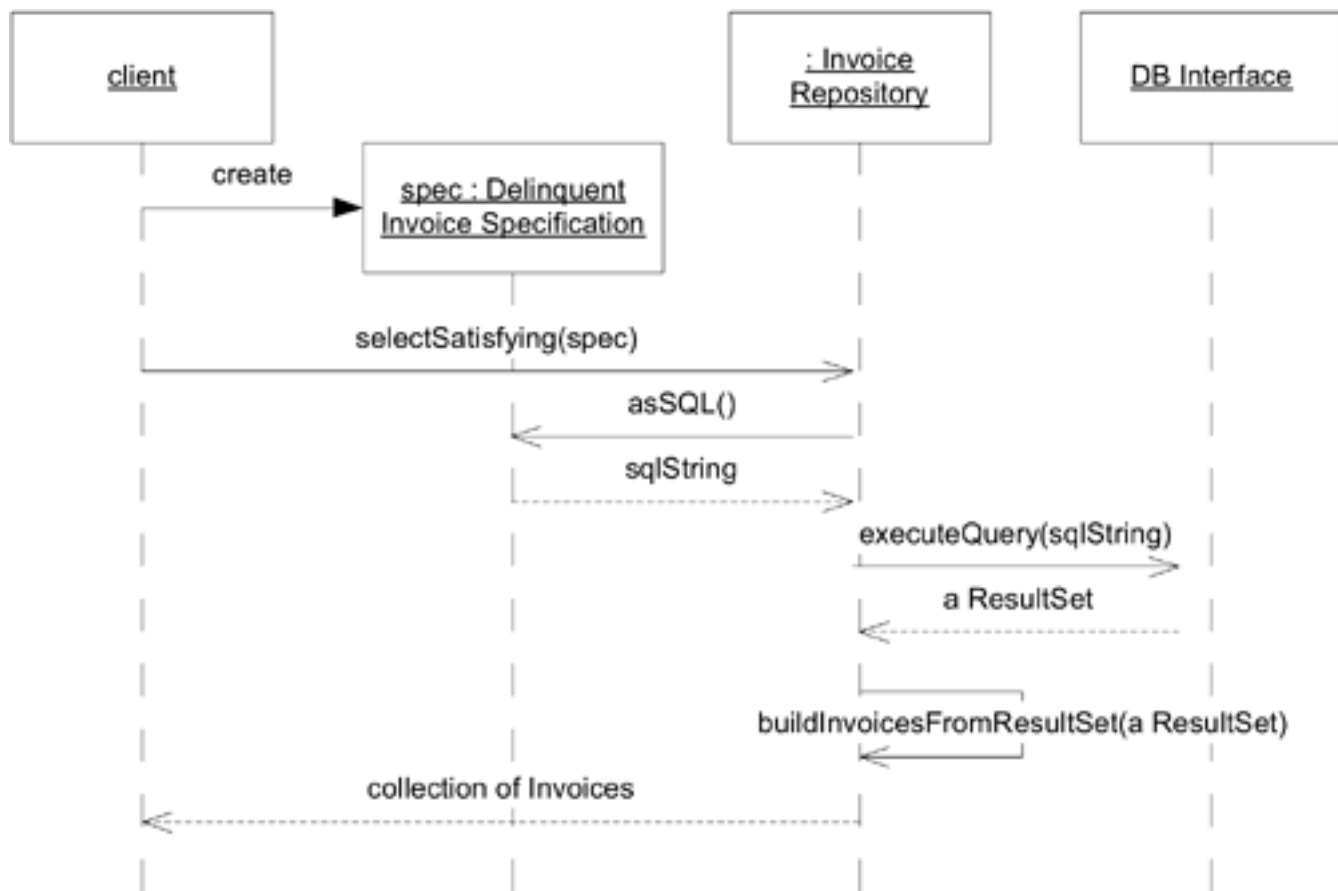 client
: Invoice
Repository
DB Interface
create
spec : Delinquent
Invoice Specification
selectSatisfying(spec)
asSQL()
sqlString
executeQuery(sqlString)
a ResultSet
buildInvoicesFromResultSet(a ResultSet)
collection of Invoices